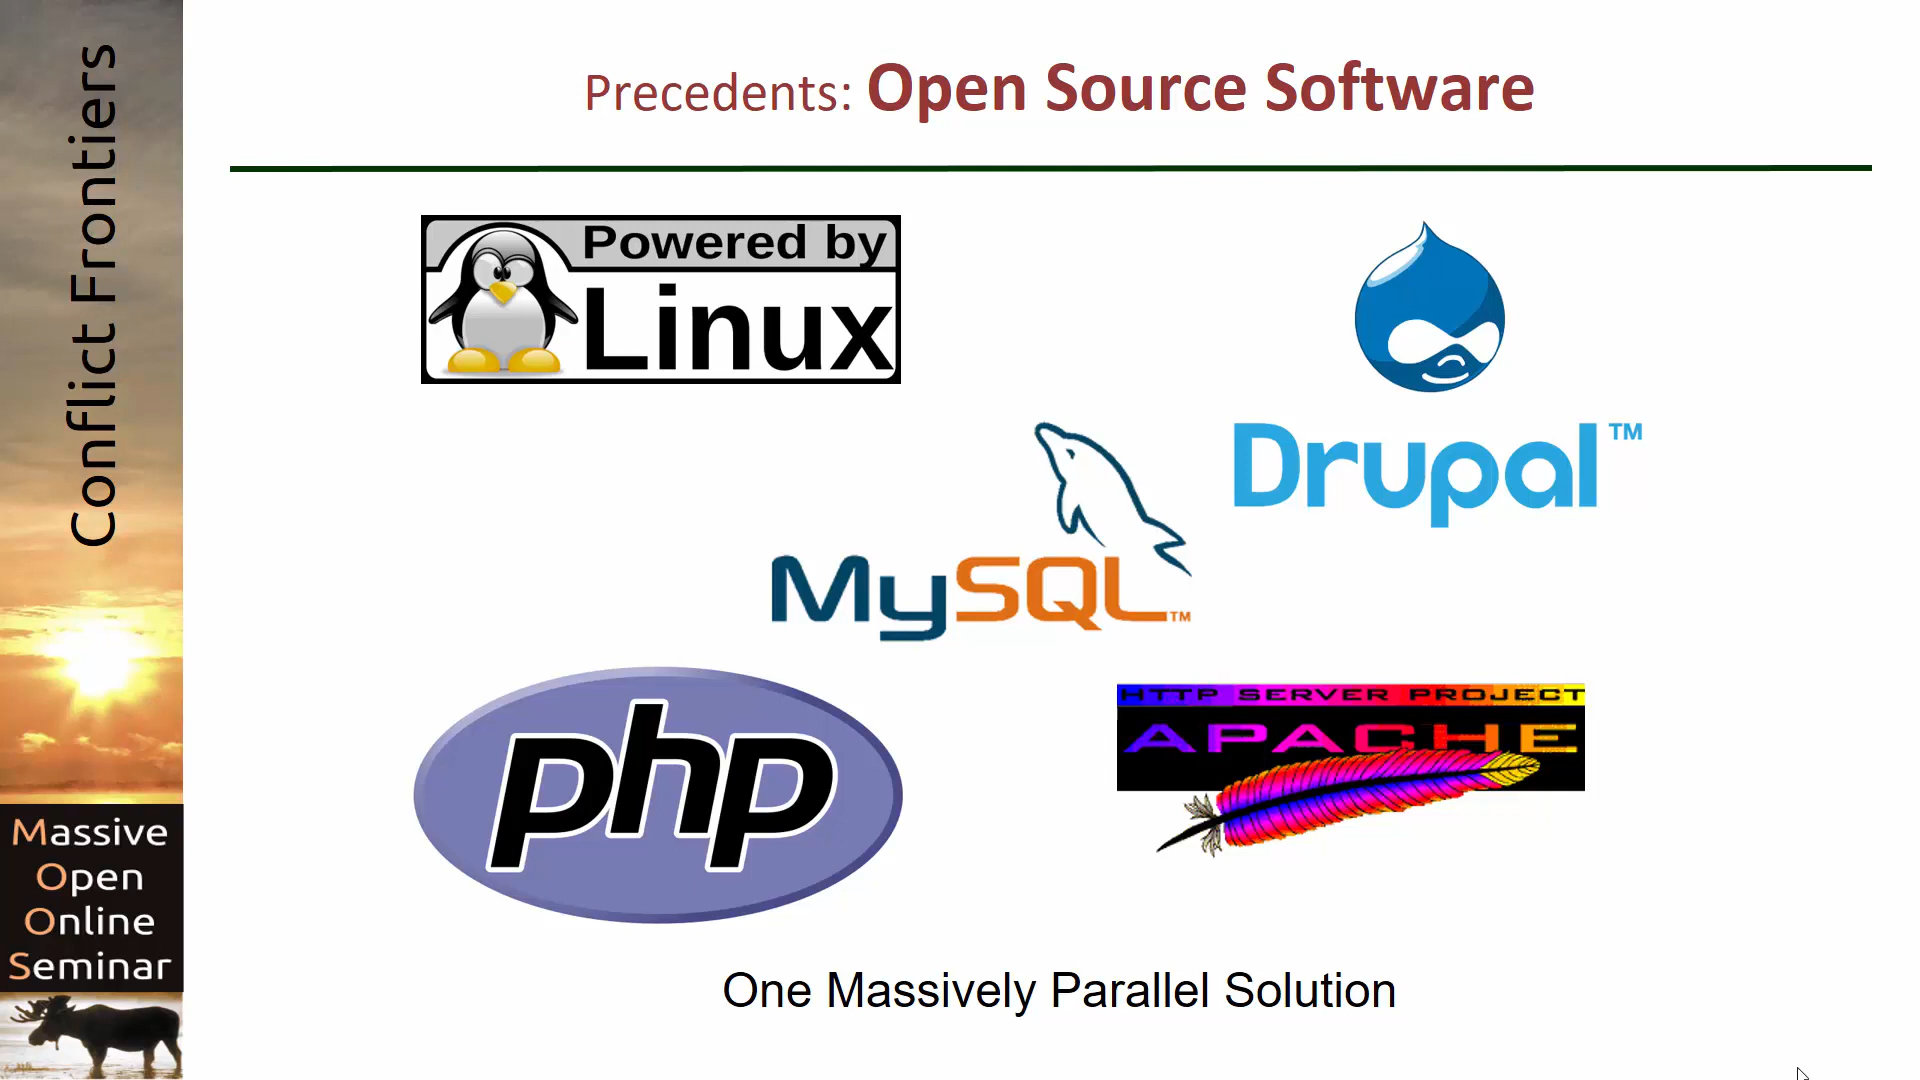 Conflict Frontiers
Massive
Open
Online
Seminar
Precedents: Open Source Software
Powered by
Linux
Drupal™
MySQL™
php
HTTP SERVER PROJECT
APACHE
One Massively Parallel Solution